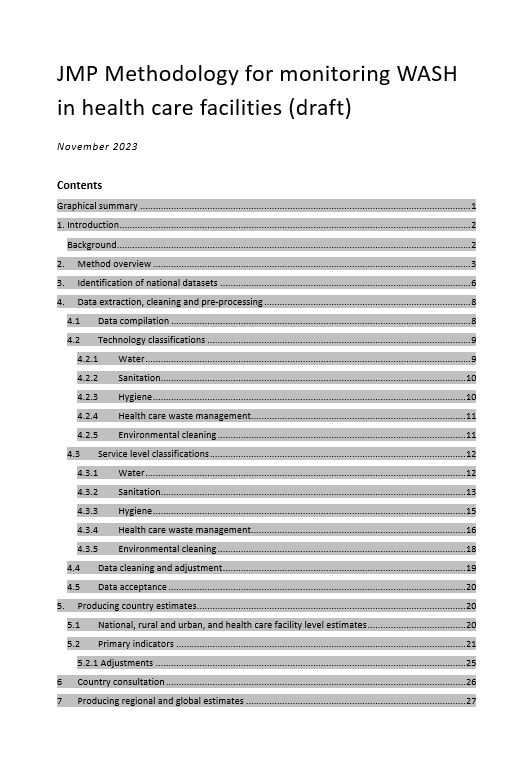 JMP Methodology for monitoring WASH
in health care facilities (draft)
November 2023
Contents
Graphical summary ........ 1
1. Introduction ........ 2
Background ........ 2
2. Method overview ........ 3
3. Identification of national datasets ........ 6
4. Data extraction, cleaning and pre-processing ........ 8
4.1 Data compilation ........ 8
4.2 Technology classifications ........ 9
4.2.1 Water ........ 9
4.2.2 Sanitation ........ 10
4.2.3 Hygiene ........ 10
4.2.4 Health care waste management ........ 11
4.2.5 Environmental cleaning ........ 11
4.3 Service level classifications ........ 12
4.3.1 Water ........ 12
4.3.2 Sanitation ........ 13
4.3.3 Hygiene ........ 15
4.3.4 Health care waste management ........ 16
4.3.5 Environmental cleaning ........ 18
4.4 Data cleaning and adjustment ........ 19
4.5 Data acceptance ........ 20
5. Producing country estimates ........ 20
5.1 National, rural and urban, and health care facility level estimates ........ 20
5.2 Primary indicators ........ 21
5.2.1 Adjustments ........ 25
6 Country consultation ........ 26
7 Producing regional and global estimates ........ 27